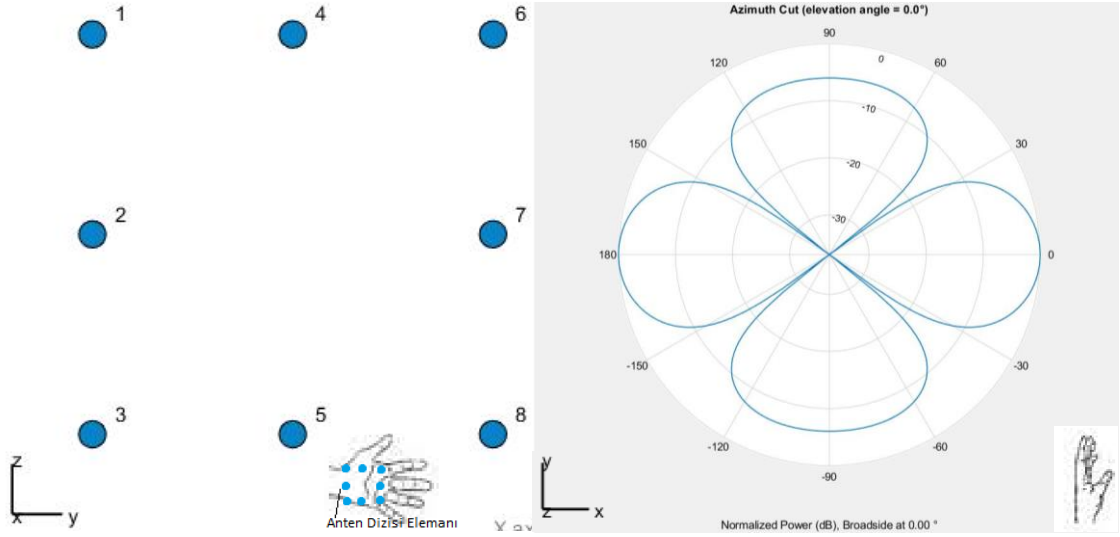 1 4 6
2 7
3 5 8
z
x y
Anten Dizisi Elemanı
X ax
Azimuth Cut (elevation angle = 0.0°)
90
120 0 60
-10
150 30
-20
-30
180 0
-150 -30
-120 -60
-90
y
z x
Normalized Power (dB), Broadside at 0.00 °